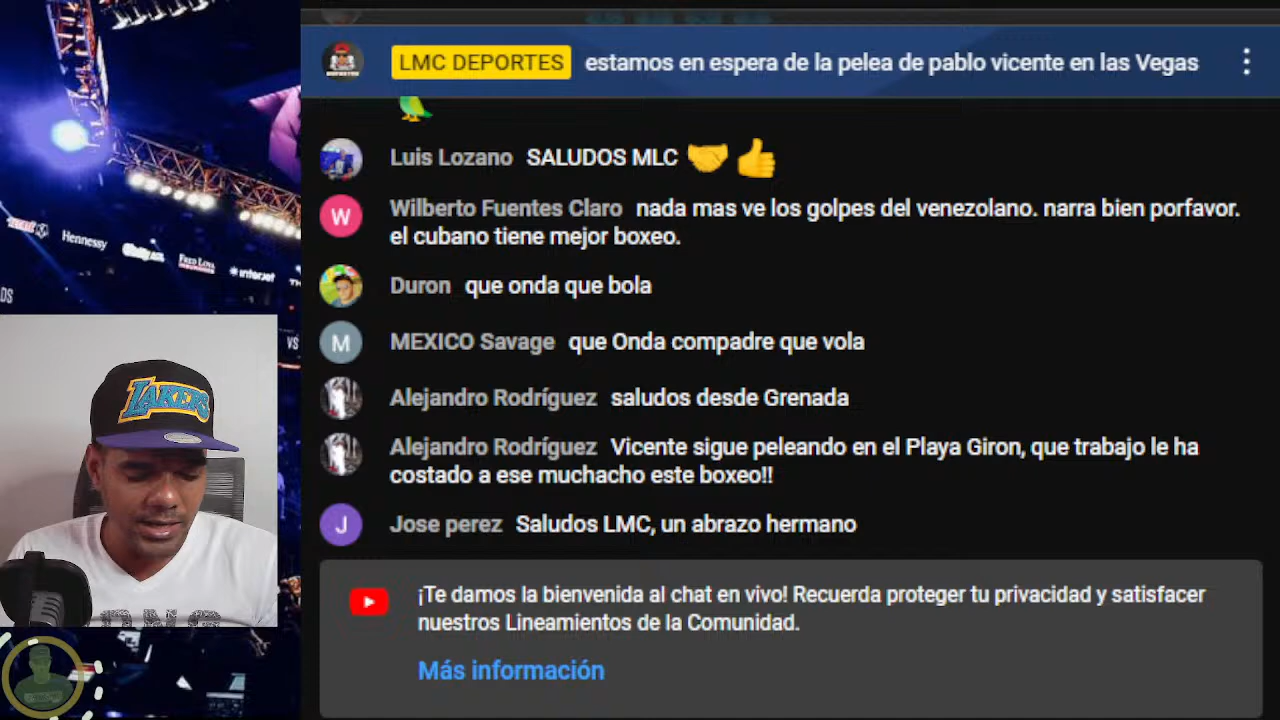 LMC DEPORTES estamos en espera de la pelea de pablo vicente en las Vegas
Luis Lozano SALUDOS MLC 🤝👍
W Wilberto Fuentes Claro nada mas ve los golpes del venezolano. narra bien porfavor.
el cubano tiene mejor boxeo.
Duron que onda que bola
M MEXICO Savage que Onda compadre que vola
Alejandro Rodríguez saludos desde Grenada
Alejandro Rodríguez Vicente sigue peleando en el Playa Giron, que trabajo le ha
costado a ese muchacho este boxeo!!
J Jose perez Saludos LMC, un abrazo hermano
¡Te damos la bienvenida al chat en vivo! Recuerda proteger tu privacidad y satisfacer
nuestros Lineamientos de la Comunidad.
Más información
Hennessy
FRED LOYA
interjet
VS
LAKERS